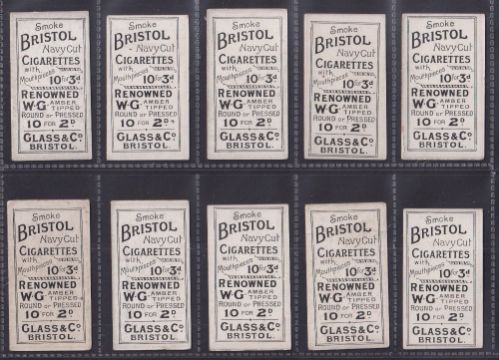 Smoke
BRISTOL
Navy Cut
CIGARETTES
with
Mouthpieces 10 for 3d
RENOWNED
W.G. AMBER TIPPED
ROUND OR PRESSED
10 FOR 2D
GLASS & Co.
BRISTOL.
Smoke
BRISTOL
Navy Cut
CIGARETTES
with
Mouthpieces 10 for 3d
RENOWNED
W.G. AMBER TIPPED
ROUND OR PRESSED
10 FOR 2D
GLASS & Co.
BRISTOL.
Smoke
BRISTOL
Navy Cut
CIGARETTES
with
Mouthpieces 10 for 3d
RENOWNED
W.G. AMBER TIPPED
ROUND OR PRESSED
10 FOR 2D
GLASS & Co.
BRISTOL.
Smoke
BRISTOL
Navy Cut
CIGARETTES
with
Mouthpieces 10 for 3d
RENOWNED
W.G. AMBER TIPPED
ROUND OR PRESSED
10 FOR 2D
GLASS & Co.
BRISTOL.
Smoke
BRISTOL
Navy Cut
CIGARETTES
with
Mouthpieces 10 for 3d
RENOWNED
W.G. AMBER TIPPED
ROUND OR PRESSED
10 FOR 2D
GLASS & Co.
BRISTOL.
Smoke
BRISTOL
Navy Cut
CIGARETTES
with
Mouthpieces 10 for 3d
RENOWNED
W.G. AMBER TIPPED
ROUND OR PRESSED
10 FOR 2D
GLASS & Co.
BRISTOL.
Smoke
BRISTOL
Navy Cut
CIGARETTES
with
Mouthpieces 10 for 3d
RENOWNED
W.G. AMBER TIPPED
ROUND OR PRESSED
10 FOR 2D
GLASS & Co.
BRISTOL.
Smoke
BRISTOL
Navy Cut
CIGARETTES
with
Mouthpieces 10 for 3d
RENOWNED
W.G. AMBER TIPPED
ROUND OR PRESSED
10 FOR 2D
GLASS & Co.
BRISTOL.
Smoke
BRISTOL
Navy Cut
CIGARETTES
with
Mouthpieces 10 for 3d
RENOWNED
W.G. AMBER TIPPED
ROUND OR PRESSED
10 FOR 2D
GLASS & Co.
BRISTOL.
Smoke
BRISTOL
Navy Cut
CIGARETTES
with
Mouthpieces 10 for 3d
RENOWNED
W.G. AMBER TIPPED
ROUND OR PRESSED
10 FOR 2D
GLASS & Co.
BRISTOL.